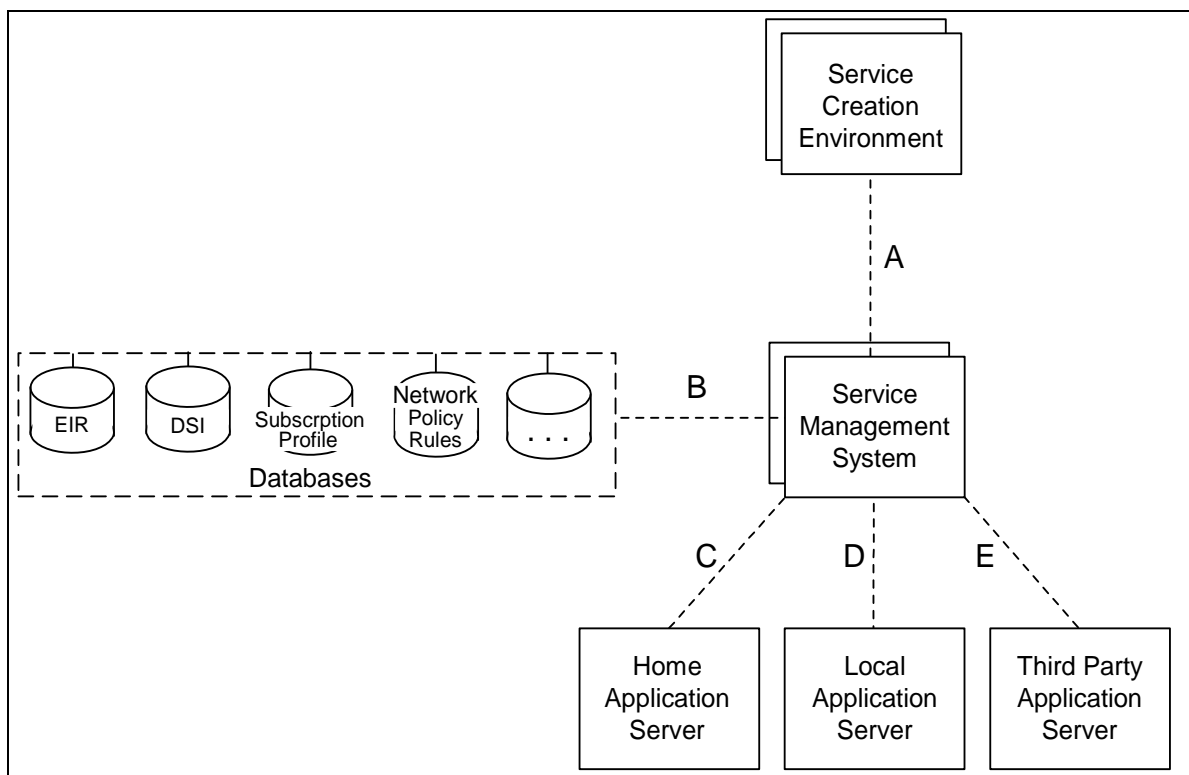 Service
Creation
Environment
A
B
Service
Management
System
EIR
DSI
Subscrption
Profile
Network
Policy
Rules
. . .
Databases
C
D
E
Home
Application
Server
Local
Application
Server
Third Party
Application
Server